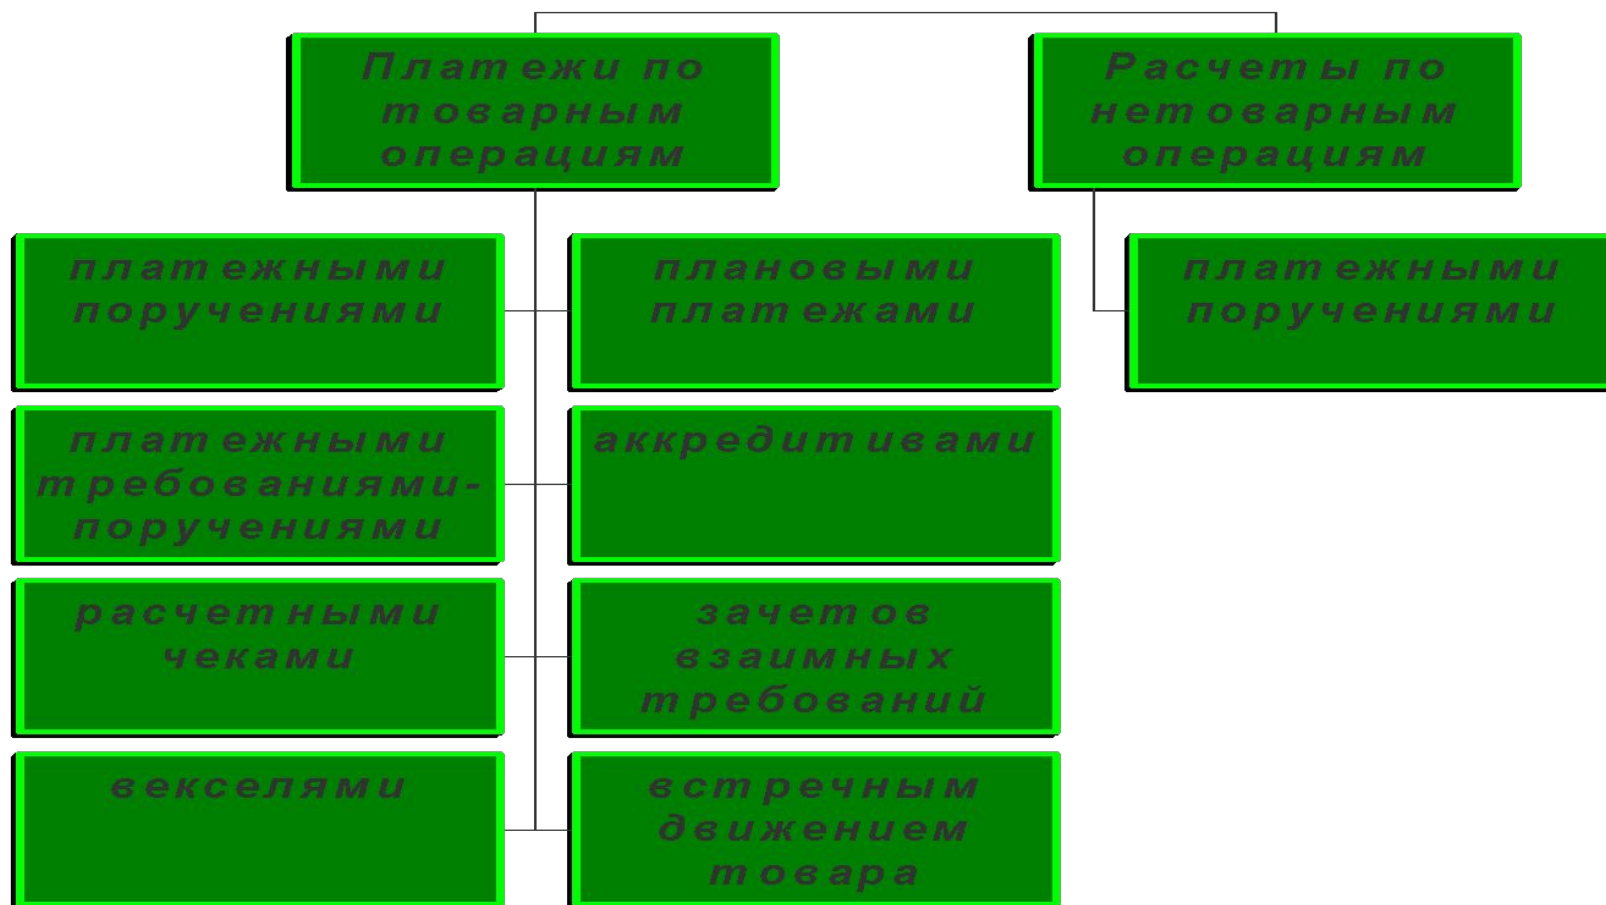 Платежи по
товарным
операциям
Расчеты по
нетоварным
операциям
платежными
поручениями
плановыми
платежами
платежными
поручениями
платежными
требованиями-
поручениями
аккредитивами
расчетными
чеками
зачетов
взаимных
требований
векселями
встречным
движением
товара